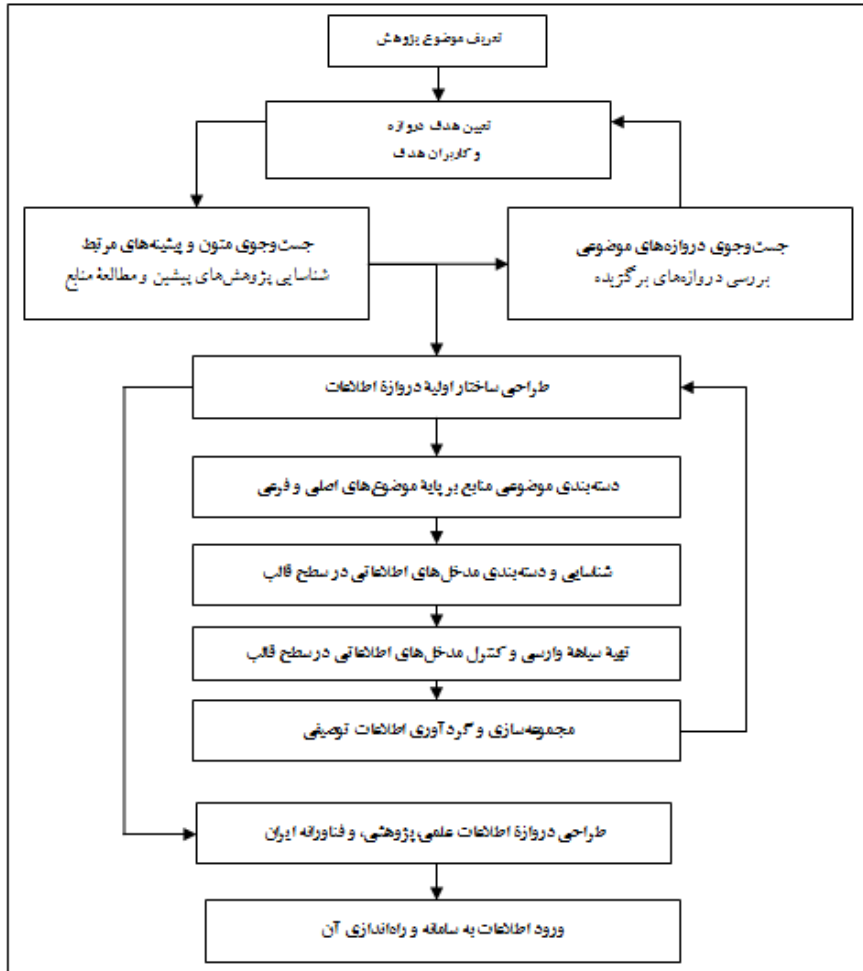 تعریف موضوع پژوهش
تعیین هدف دروازه
و کاربران هدف
جست‌وجوی متون و پیشینه‌های مرتبط
شناسایی پژوهش‌های پیشین و مطالعهٔ منابع
جست‌وجوی دروازه‌های موضوعی
بررسی دروازه‌های برگزیده
طراحی ساختار اولیهٔ دروازهٔ اطلاعات
دسته‌بندی موضوعی منابع بر پایهٔ موضوع‌های اصلی و فرعی
شناسایی و دسته‌بندی مدخل‌های اطلاعاتی در سطح قالب
تهیهٔ سیاههٔ وارسی و کنترل مدخل‌های اطلاعاتی در سطح قالب
مجموعه‌سازی و گردآوری اطلاعات توصیفی
طراحی دروازهٔ اطلاعات علمی، پژوهشی، و فناورانه ایران
ورود اطلاعات به سامانه و راه‌اندازی آن